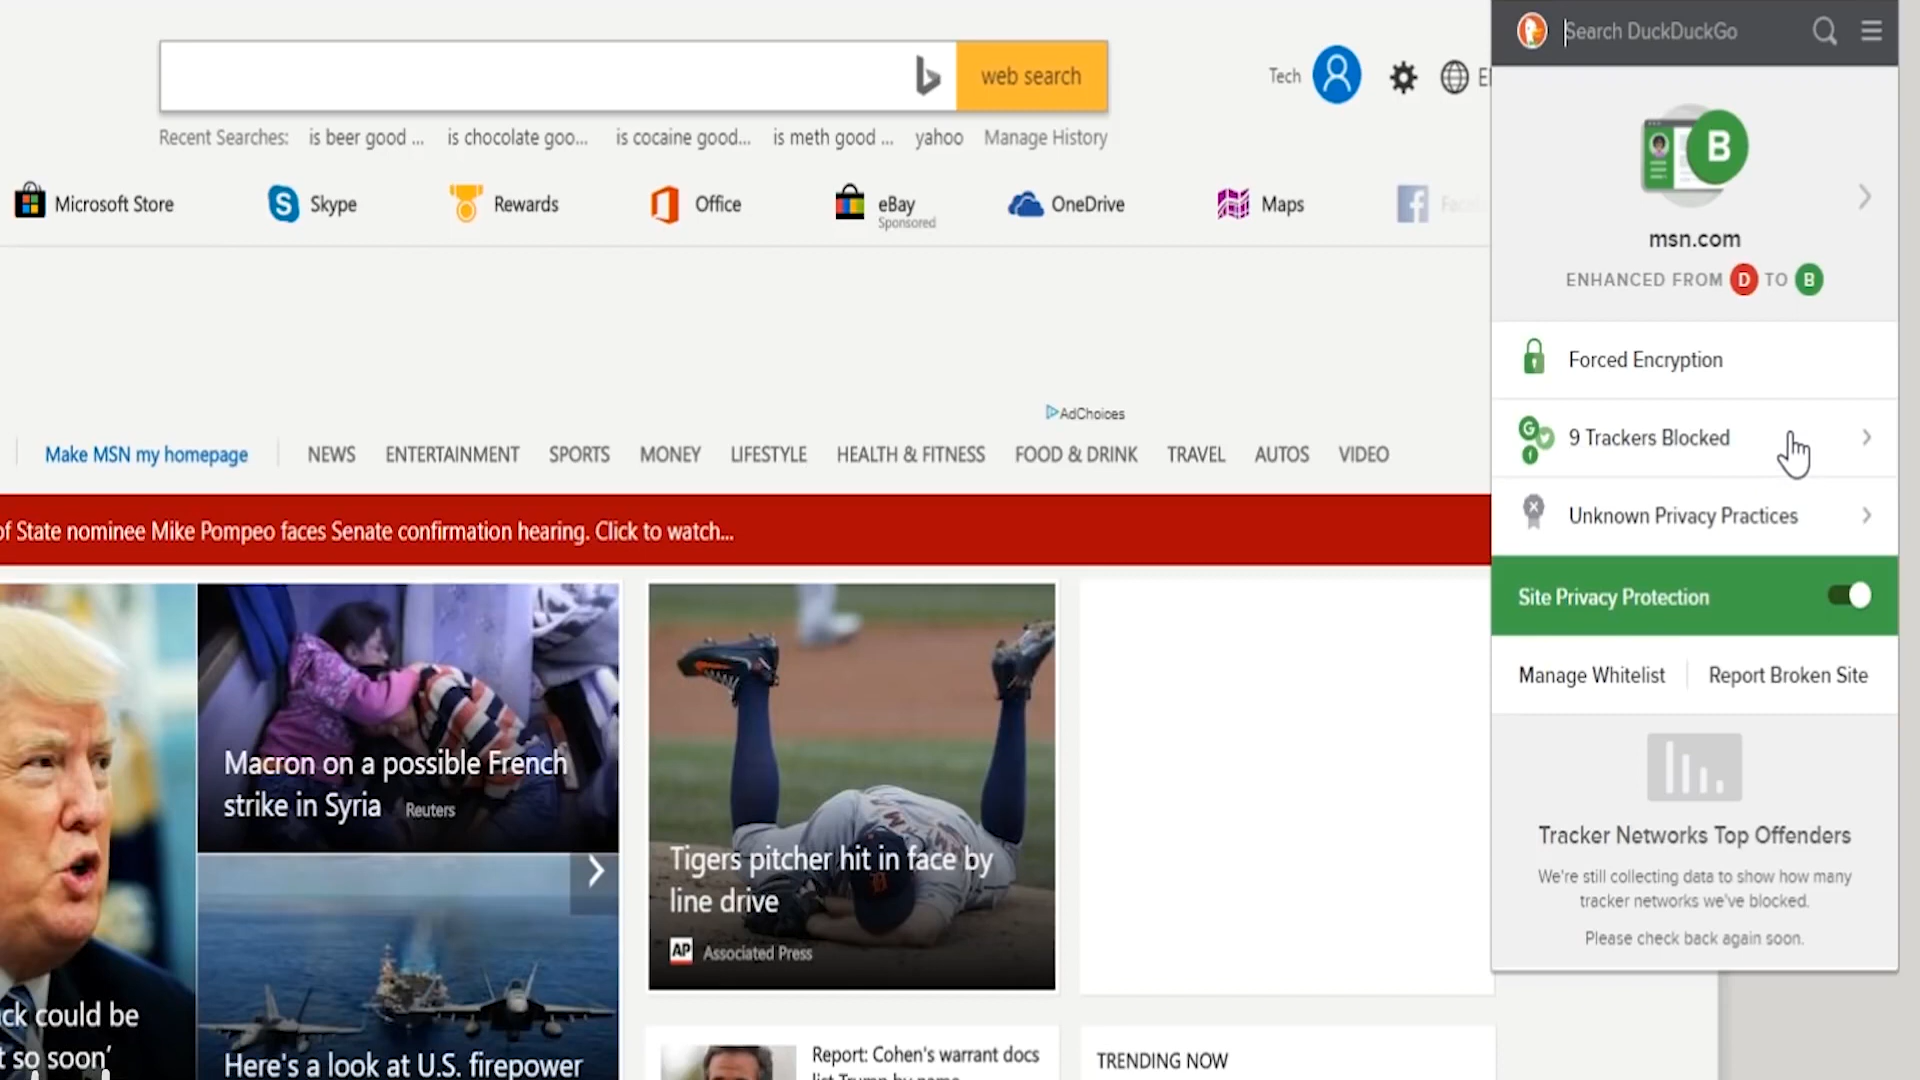 Search DuckDuckGo
web search
Tech
Recent Searches: is beer good ... is chocolate goo... is cocaine good... is meth good ... yahoo Manage History
Microsoft Store
Skype
Rewards
Office
eBay
Sponsored
OneDrive
Maps
AdChoices
Make MSN my homepage
NEWS ENTERTAINMENT SPORTS MONEY LIFESTYLE HEALTH & FITNESS FOOD & DRINK TRAVEL AUTOS VIDEO
of State nominee Mike Pompeo faces Senate confirmation hearing. Click to watch...
ck could be
t so soon'
Macron on a possible French
strike in Syria Reuters
Here's a look at U.S. firepower
Tigers pitcher hit in face by
line drive
AP Associated Press
Report: Cohen's warrant docs
TRENDING NOW
B
msn.com
ENHANCED FROM D TO B
Forced Encryption
9 Trackers Blocked
Unknown Privacy Practices
Site Privacy Protection
Manage Whitelist
Report Broken Site
Tracker Networks Top Offenders
We're still collecting data to show how many
tracker networks we've blocked.
Please check back again soon.